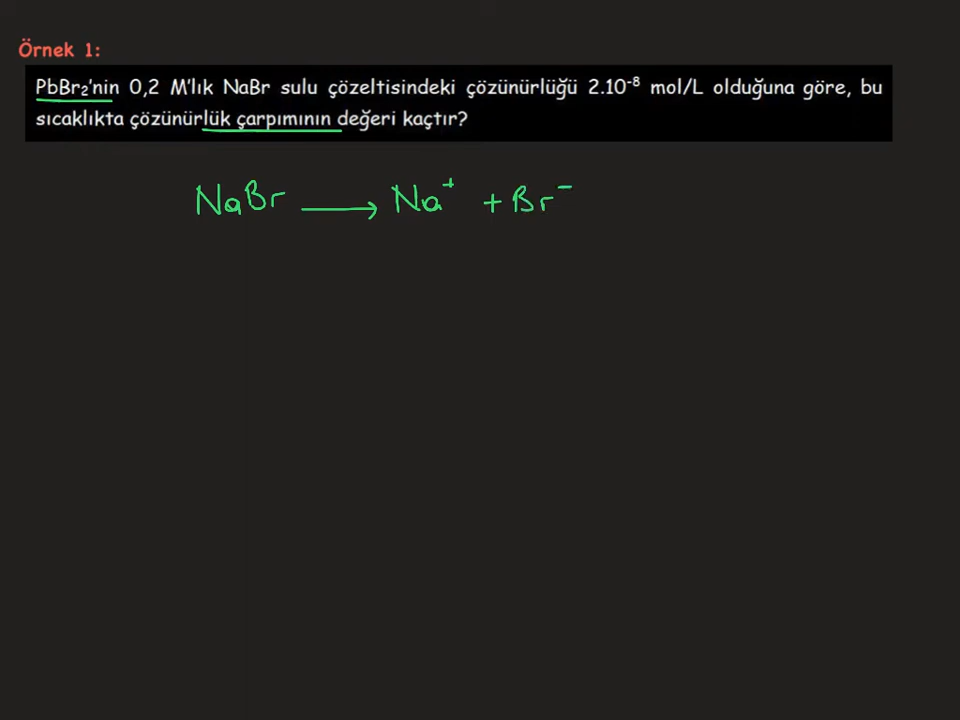 Örnek 1:
PbBr₂'nin 0,2 M'lık NaBr sulu çözeltisindeki çözünürlüğü 2.10⁻⁸ mol/L olduğuna göre, bu
sıcaklıkta çözünürlük çarpımının değeri kaçtır?
NaBr ⟶ Na⁺ + Br⁻